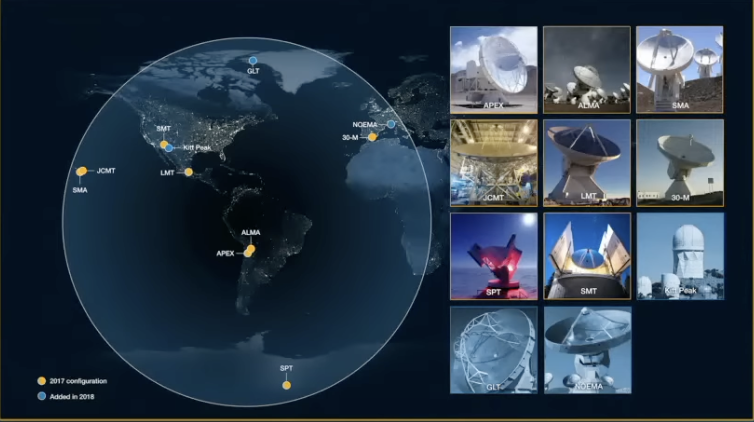 GLT
NOEMA
30-M
SMT
Kitt Peak
LMT
JCMT
SMA
ALMA
APEX
SPT
2017 configuration
Added in 2018
APEX
ALMA
SMA
JCMT
LMT
30-M
SPT
SMT
Kitt Peak
GLT
NOEMA